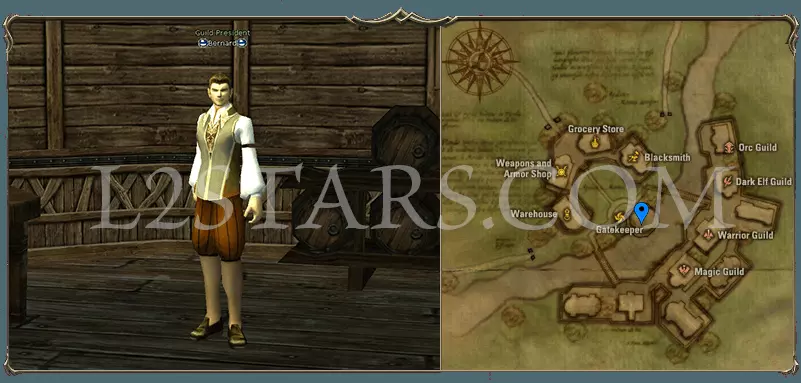 Guild President
Bernard
L2STARS.COM
Grocery Store
Blacksmith
Orc Guild
Weapons and
Armor Shop
Dark Elf Guild
Warehouse
Gatekeeper
Warrior Guild
Magic Guild